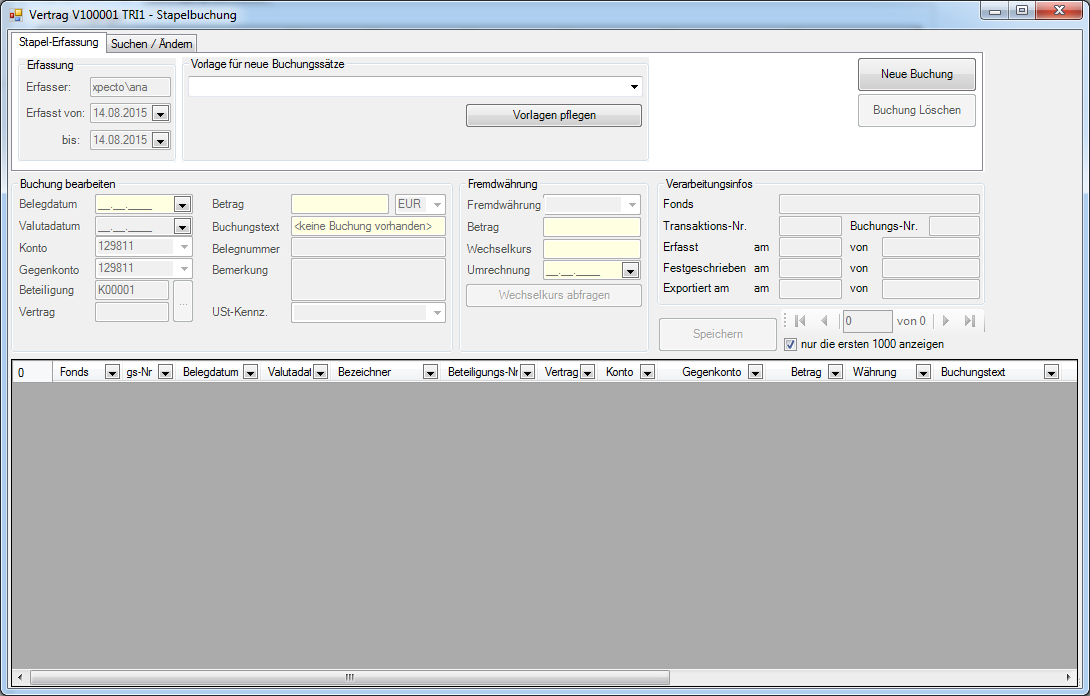 Vertrag V100001 TRI1 - Stapelbuchung
Stapel-Erfassung Suchen / Ändern
Erfassung
Erfasser: xpecto\ana
Erfasst von: 14.08.2015
bis: 14.08.2015
Vorlage für neue Buchungssätze
Vorlagen pflegen
Neue Buchung
Buchung Löschen
Buchung bearbeiten
Belegdatum __.__.____
Valutadatum __.__.____
Konto 129811
Gegenkonto 129811
Beteiligung K00001
Vertrag ...
Betrag EUR
Buchungstext <keine Buchung vorhanden>
Belegnummer
Bemerkung
USt-Kennz.
Fremdwährung
Fremdwährung
Betrag
Wechselkurs
Umrechnung __.__.____
Wechselkurs abfragen
Verarbeitungsinfos
Fonds
Transaktions-Nr. Buchungs-Nr.
Erfasst am von
Festgeschrieben am von
Exportiert am am von
Speichern
0 von 0
nur die ersten 1000 anzeigen
0 Fonds gs-Nr Belegdatum Valutadat Bezeichner Beteiligungs-Nr Vertrag Konto Gegenkonto Betrag Währung Buchungstext